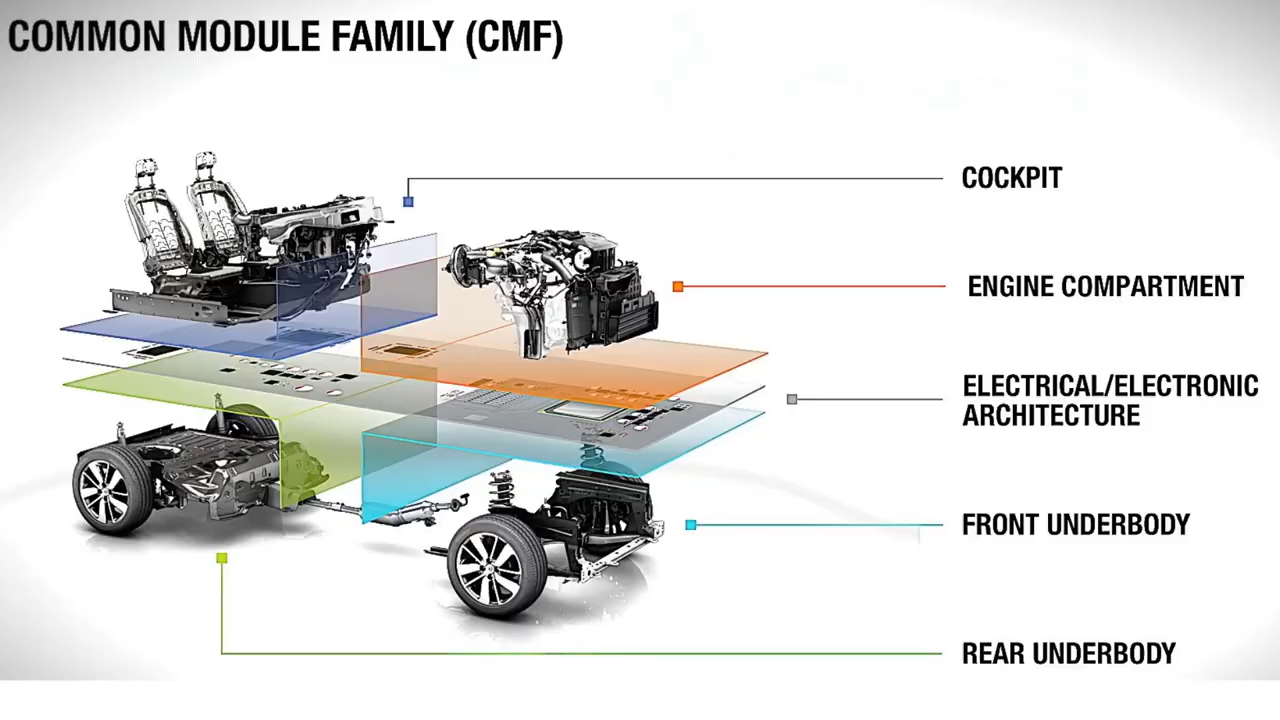 COMMON MODULE FAMILY (CMF)
COCKPIT
ENGINE COMPARTMENT
ELECTRICAL/ELECTRONIC
ARCHITECTURE
FRONT UNDERBODY
REAR UNDERBODY